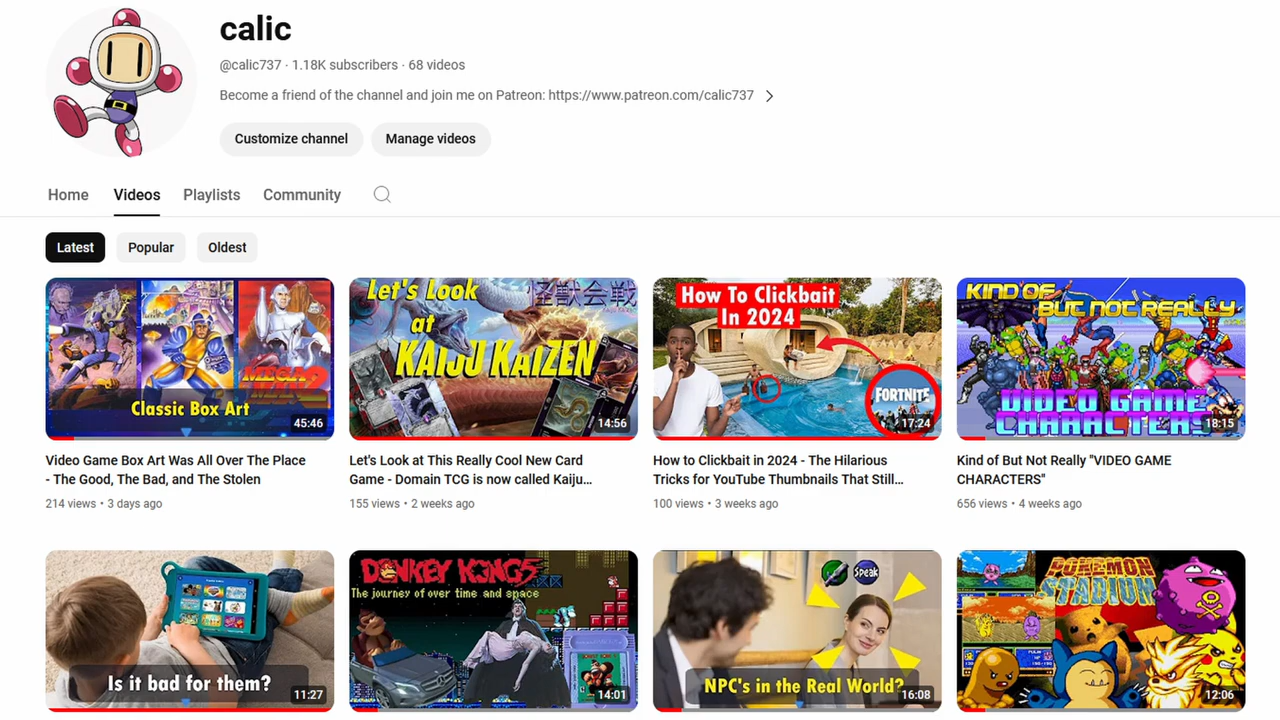 calic
@calic737 · 1.18K subscribers · 68 videos
Become a friend of the channel and join me on Patreon: https://www.patreon.com/calic737
Customize channel
Manage videos
Home
Videos
Playlists
Community
Latest
Popular
Oldest
MEGA
Classic Box Art
45:46
Let's Look
at
KAIJU KAIZEN
怪獣会戦
14:56
How To Clickbait
In 2024
FORTNITE
17:24
KIND OF
BUT NOT REALLY
VIDEO GAME
CHARACTERS
18:15
Video Game Box Art Was All Over The Place
- The Good, The Bad, and The Stolen
214 views • 3 days ago
Let's Look at This Really Cool New Card
Game - Domain TCG is now called Kaiju...
155 views • 2 weeks ago
How to Clickbait in 2024 - The Hilarious
Tricks for YouTube Thumbnails That Still...
100 views • 3 weeks ago
Kind of But Not Really "VIDEO GAME
CHARACTERS"
656 views • 4 weeks ago
Is it bad for them?
11:27
DONKEY KONG 5
The journey of over time and space
14:01
Speak
NPC's in the Real World?
16:08
POKEMON
STADIUM
12:06